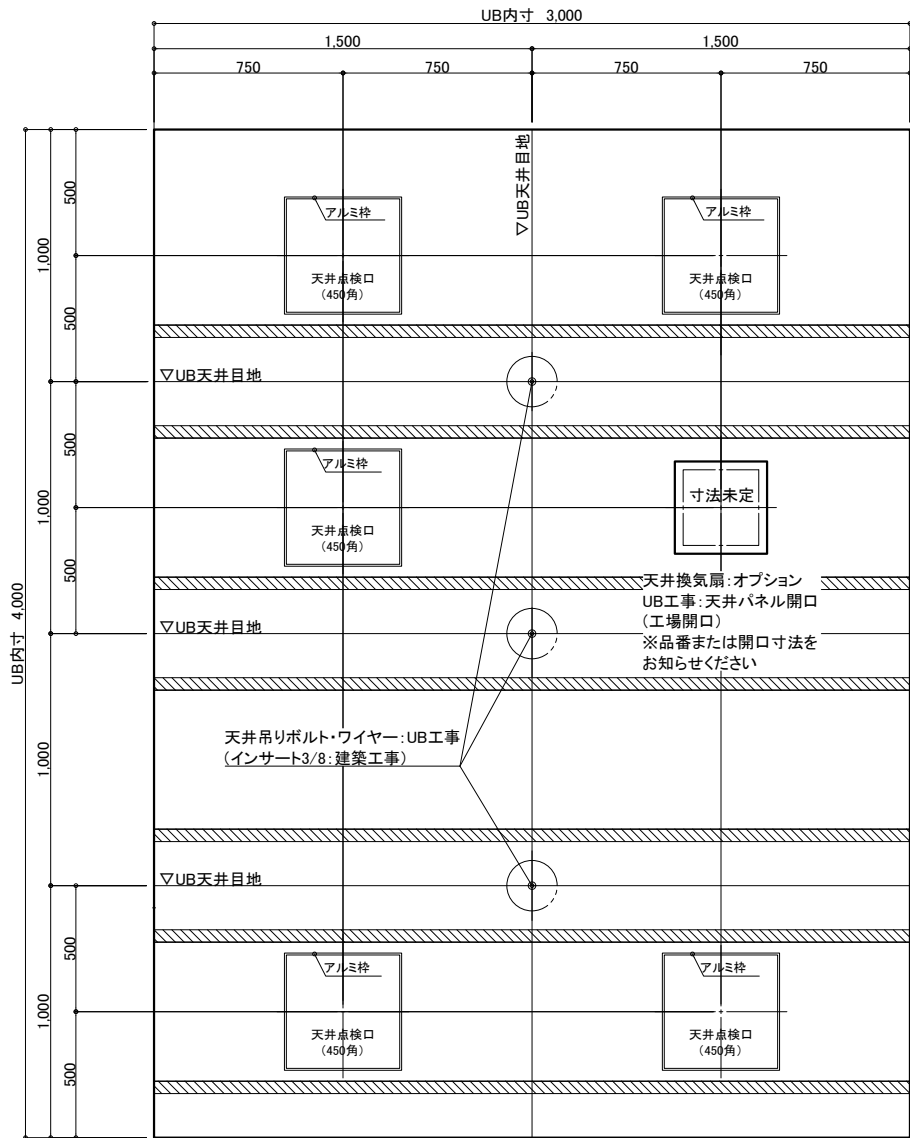 UB内寸 3,000
1,500
1,500
750
750
750
750
UB内寸 4,000
1,000
1,000
1,000
1,000
500
500
500
500
500
500
▽UB天井目地
アルミ枠
天井点検口
(450角)
アルミ枠
天井点検口
(450角)
▽UB天井目地
アルミ枠
天井点検口
(450角)
寸法未定
天井換気扇:オプション
UB工事:天井パネル開口
(工場開口)
※品番または開口寸法を
お知らせください
▽UB天井目地
天井吊りボルト・ワイヤー:UB工事
(インサート3/8:建築工事)
▽UB天井目地
アルミ枠
天井点検口
(450角)
アルミ枠
天井点検口
(450角)